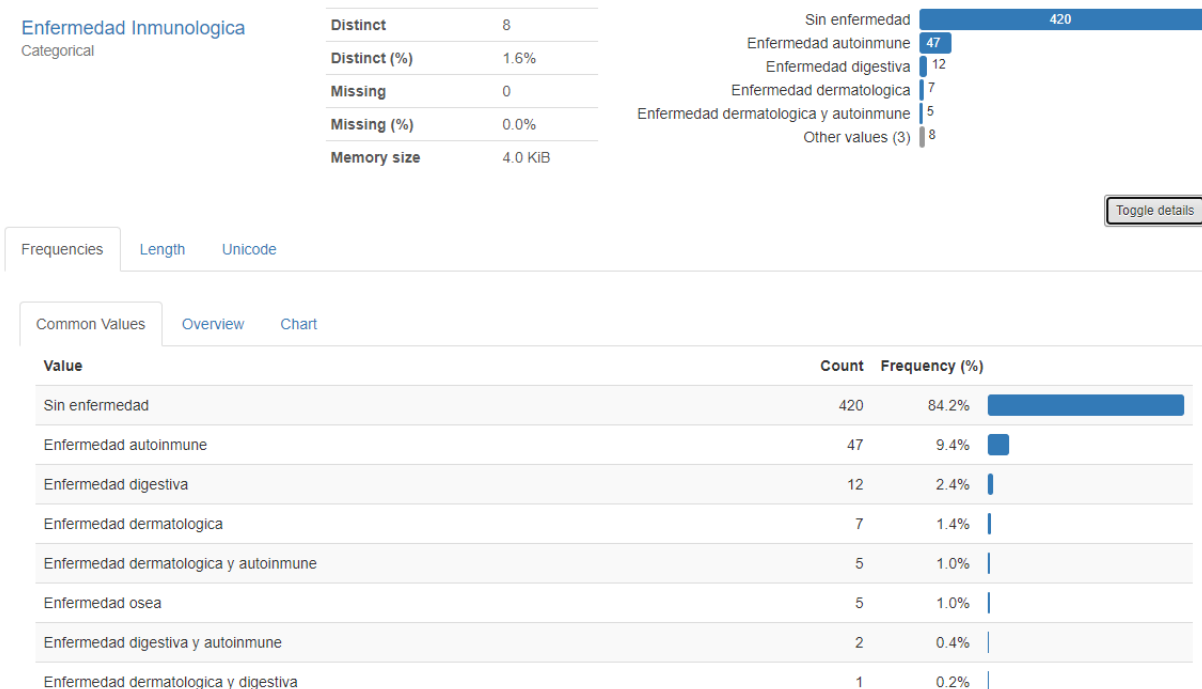 Enfermedad Inmunologica
Categorical
Distinct 8
Distinct (%) 1.6%
Missing 0
Missing (%) 0.0%
Memory size 4.0 KiB
Sin enfermedad 420
Enfermedad autoinmune 47
Enfermedad digestiva 12
Enfermedad dermatologica 7
Enfermedad dermatologica y autoinmune 5
Other values (3) 8
Toggle details
Frequencies Length Unicode
Common Values Overview Chart
Value Count Frequency (%)
Sin enfermedad 420 84.2%
Enfermedad autoinmune 47 9.4%
Enfermedad digestiva 12 2.4%
Enfermedad dermatologica 7 1.4%
Enfermedad dermatologica y autoinmune 5 1.0%
Enfermedad osea 5 1.0%
Enfermedad digestiva y autoinmune 2 0.4%
Enfermedad dermatologica y digestiva 1 0.2%